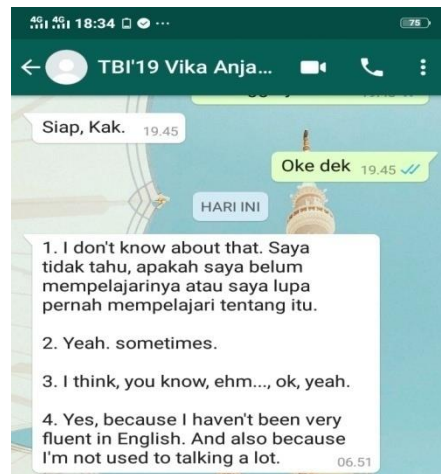 4G 4G 18:34
75
TBI'19 Vika Anja...
Siap, Kak. 19.45
Oke dek 19.45
HARI INI
1. I don't know about that. Saya
tidak tahu, apakah saya belum
mempelajarinya atau saya lupa
pernah mempelajari tentang itu.
2. Yeah. sometimes.
3. I think, you know, ehm..., ok, yeah.
4. Yes, because I haven't been very
fluent in English. And also because
I'm not used to talking a lot.
06.51